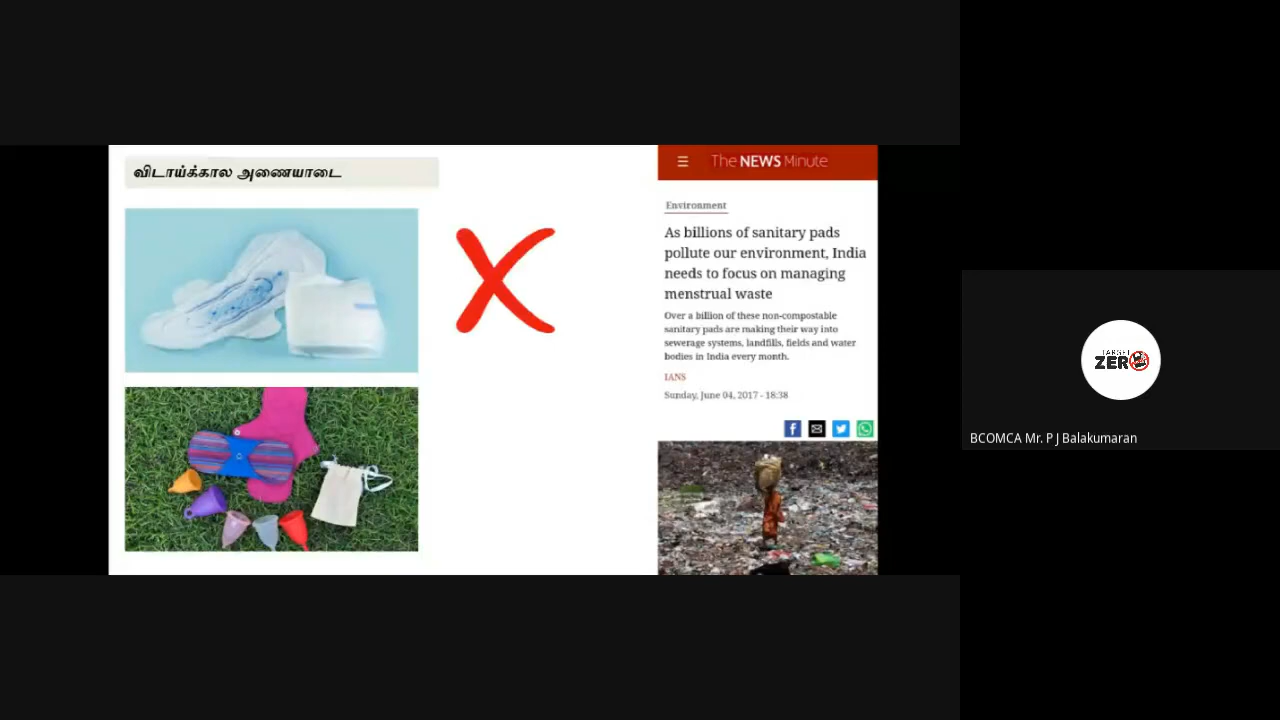 விடாய்க்கால அணையாடை
The NEWS Minute
Environment
As billions of sanitary pads
pollute our environment, India
needs to focus on managing
menstrual waste
Over a billion of these non-compostable
sanitary pads are making their way into
sewerage systems, landfills, fields and water
bodies in India every month.
IANS
Sunday, June 04, 2017 - 18:38
TARGET
ZERO
BCOMCA Mr. P J Balakumaran